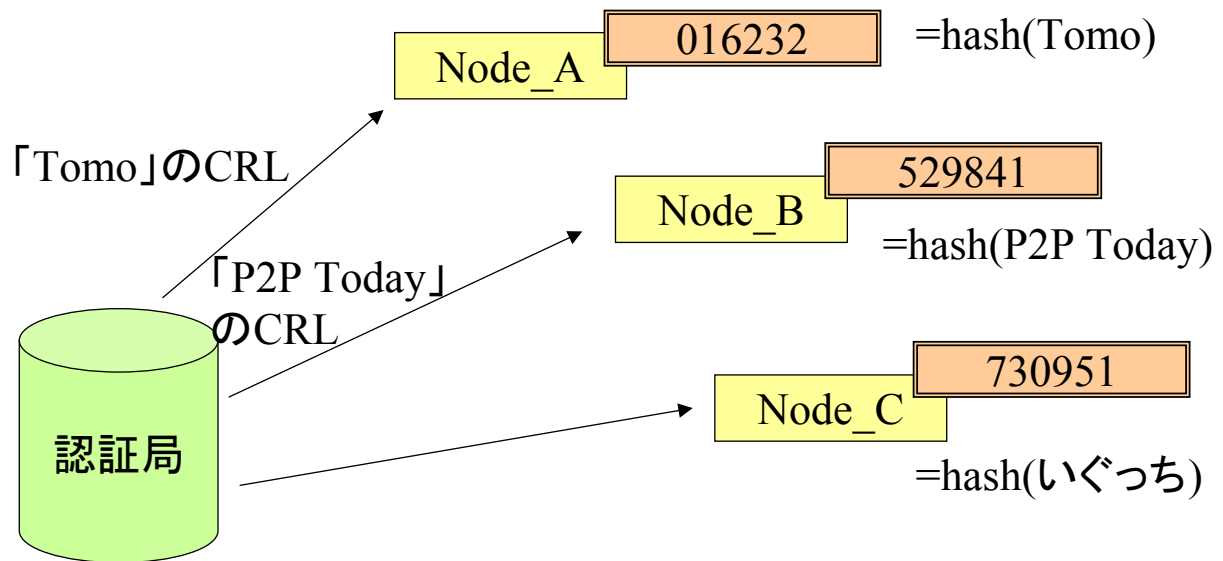 016232
=hash(Tomo)
Node_A
「Tomo」のCRL
529841
Node_B
=hash(P2P Today)
「P2P Today」
のCRL
730951
Node_C
認証局
=hash(いぐっち)